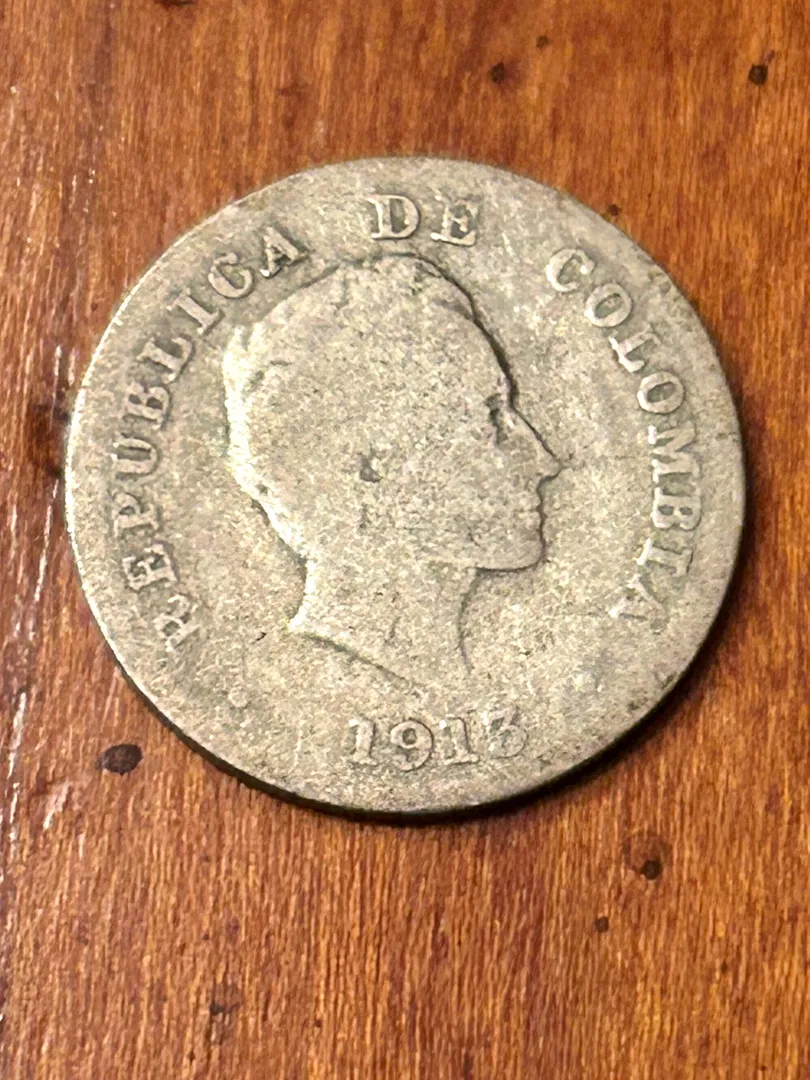 REPUBLICA DE COLOMBIA
1913